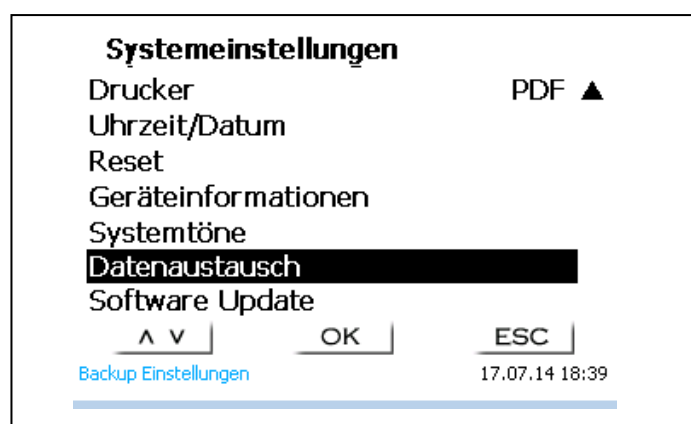 Systemeinstellungen
Drucker PDF ▲
Uhrzeit/Datum
Reset
Geräteinformationen
Systemtöne
Datenaustausch
Software Update
∧ ∨ OK ESC
Backup Einstellungen 17.07.14 18:39